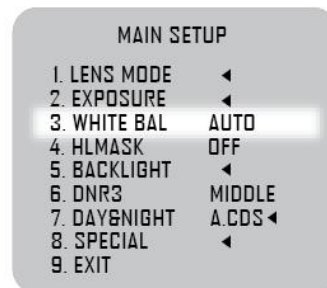 MAIN SETUP
1. LENS MODE ◄
2. EXPOSURE ◄
3. WHITE BAL AUTO
4. HLMASK OFF
5. BACKLIGHT ◄
6. DNR3 MIDDLE
7. DAY&NIGHT A.CDS◄
8. SPECIAL ◄
9. EXIT